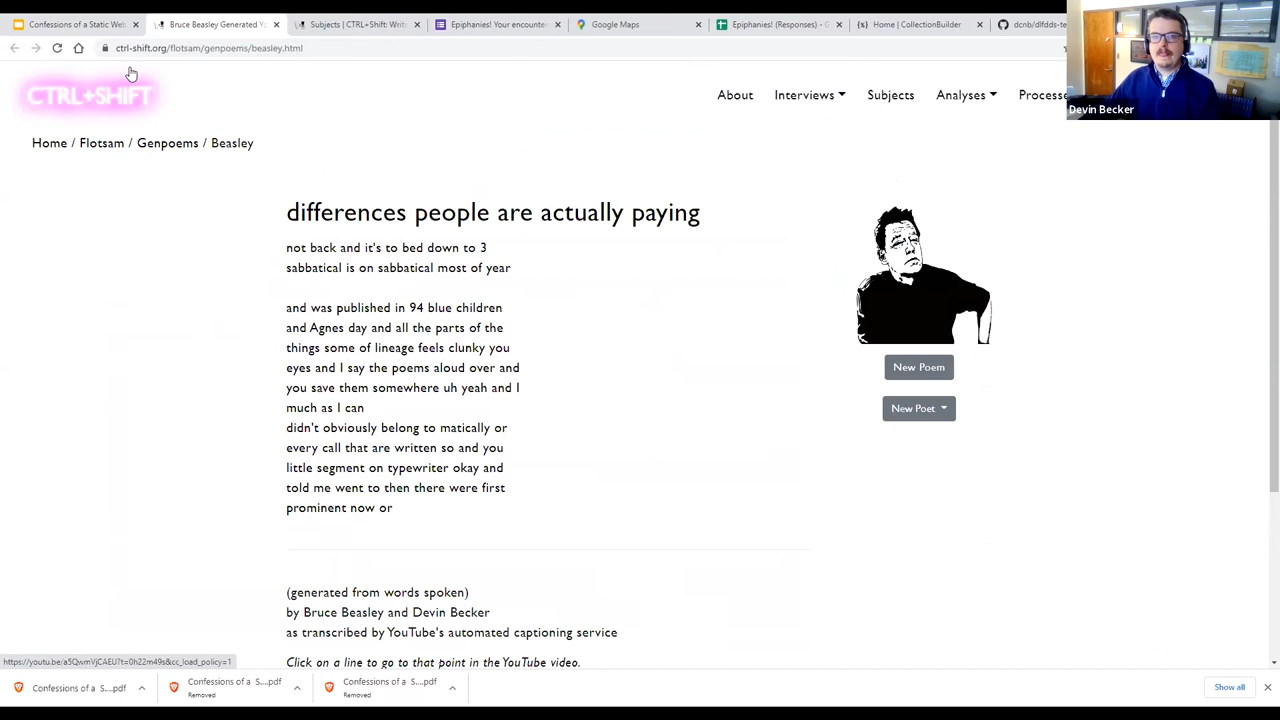 Confessions of a Static Web
Bruce Beasley Generated Yo
Subjects | CTRL+Shift: Write
Epiphanies! Your encounte
Google Maps
Epiphanies! (Responses) - G
Home | CollectionBuilder
dcnb/dlfdds-te
ctrl-shift.org/flotsam/genpoems/beasley.html
Devin Becker
CTRL+SHIFT
About
Interviews
Subjects
Analyses
Processe
Home / Flotsam / Genpoems / Beasley
differences people are actually paying
not back and it's to bed down to 3
sabbatical is on sabbatical most of year
and was published in 94 blue children
and Agnes day and all the parts of the
things some of lineage feels clunky you
eyes and I say the poems aloud over and
you save them somewhere uh yeah and I
much as I can
didn't obviously belong to matically or
every call that are written so and you
little segment on typewriter okay and
told me went to then there were first
prominent now or
New Poem
New Poet
(generated from words spoken)
by Bruce Beasley and Devin Becker
as transcribed by YouTube's automated captioning service
Click on a line to go to that point in the YouTube video.
https://youtu.be/a5QwmVjCAEU?t=0h22m49s&cc_load_policy=1
Confessions of a S....pdf
Confessions of a S....pdf
Removed
Confessions of a S....pdf
Removed
Show all